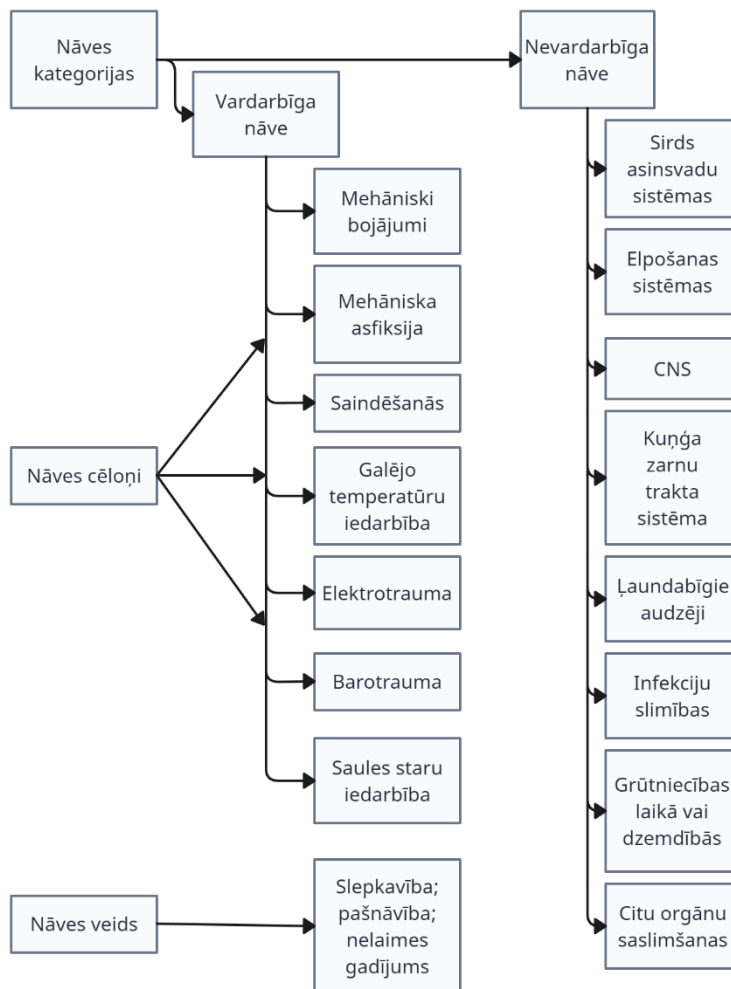 Nāves
kategorijas
Nevardarbīga
nāve
Vardarbīga
nāve
Mehāniski
bojājumi
Mehāniska
asfiksija
Saindēšanās
Nāves cēloņi
Galējo
temperatūru
iedarbība
Elektrotrauma
Barotrauma
Saules staru
iedarbība
Nāves veids
Slepkavība;
pašnāvība;
nelaimes
gadījums
Sirds
asinsvadu
sistēmas
Elpošanas
sistēmas
CNS
Kuņģa
zarnu
trakta
sistēma
Ļaundabīgie
audzēji
Infekciju
slimības
Grūtniecības
laikā vai
dzemdībās
Citu orgānu
saslimšanas